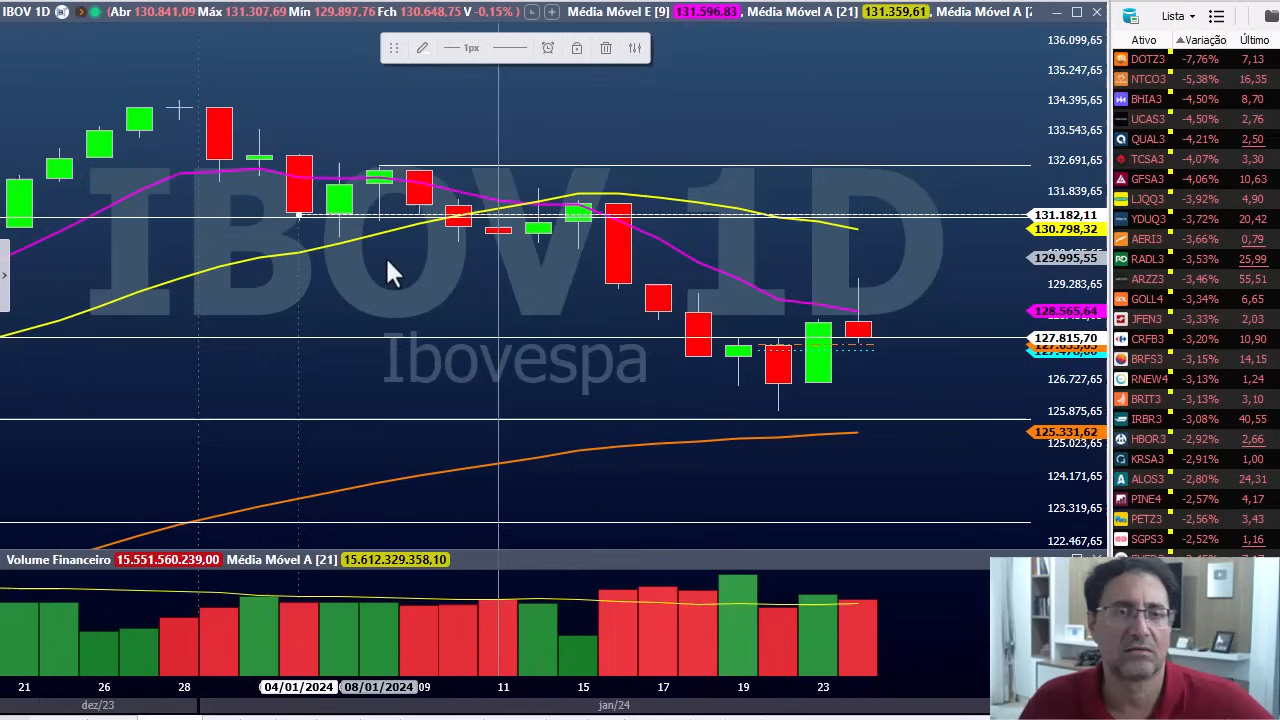 IBOV 1D (Abr 130.841,09 Máx 131.307,69 Mín 129.897,76 Fch 130.648,75 V -0,15%) Média Móvel E [9] 131.596,83, Média Móvel A [21] 131.359,61, Média Móvel A [2
1px
IBOV 1D
Ibovespa
136.099,65
135.247,65
134.395,65
133.543,65
132.691,65
131.839,65
131.182,11
130.798,32
129.995,55
129.283,65
128.565,64
127.815,70
126.727,65
125.875,65
125.331,62
125.023,65
124.171,65
123.319,65
122.467,65
Volume Financeiro 15.551.560.239,00 Média Móvel A [21] 15.612.329.358,10
21 26 28 04/01/2024 08/01/2024 09 11 15 17 19 23
dez/23 jan/24
Lista
Ativo Variação Último
DOTZ3 -7,76% 7,13
NTCO3 -5,38% 16,35
BHIA3 -4,50% 8,70
UCAS3 -4,50% 2,76
QUAL3 -4,21% 2,50
TCSA3 -4,07% 3,30
GFSA3 -4,06% 10,63
LJQQ3 -3,92% 4,90
YDUQ3 -3,72% 20,42
AERI3 -3,66% 0,79
RADL3 -3,53% 25,99
ARZZ3 -3,46% 55,51
GOLL4 -3,34% 6,65
JFEN3 -3,33% 2,03
CRFB3 -3,20% 10,90
BRFS3 -3,15% 14,15
RNEW4 -3,13% 1,24
BRIT3 -3,13% 3,10
IRBR3 -3,08% 40,55
HBOR3 -2,92% 2,66
KRSA3 -2,91% 1,00
ALOS3 -2,80% 24,31
PINE4 -2,57% 4,17
PETZ3 -2,56% 3,43
SGPS3 -2,52% 1,16